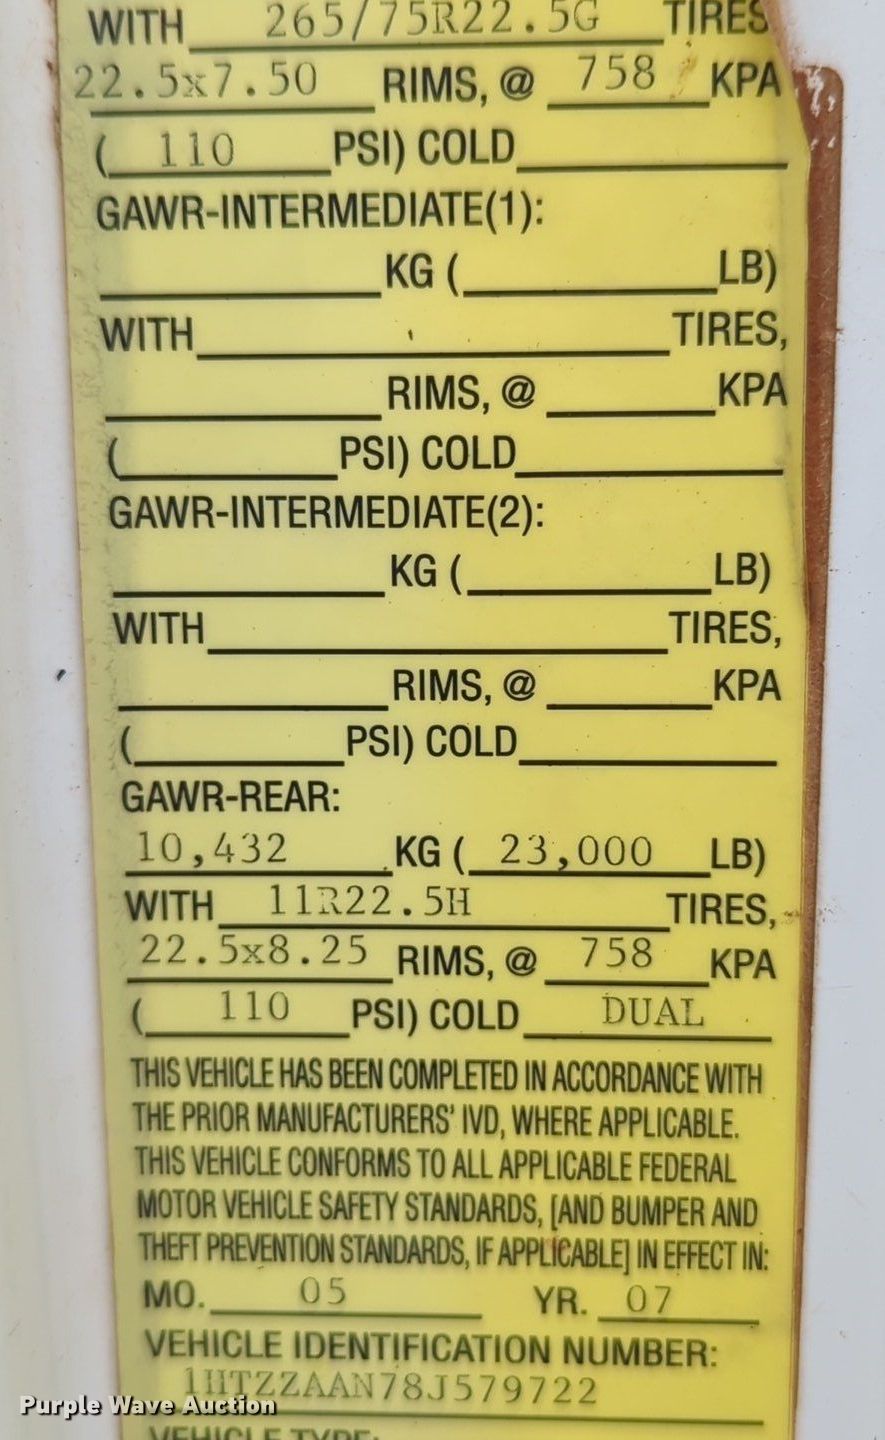 WITH 265/75R22.5G TIRES
22.5x7.50 RIMS, @ 758 KPA
( 110 PSI) COLD
GAWR-INTERMEDIATE(1):
KG ( LB)
WITH TIRES,
RIMS, @ KPA
( PSI) COLD
GAWR-INTERMEDIATE(2):
KG ( LB)
WITH TIRES,
RIMS, @ KPA
( PSI) COLD
GAWR-REAR:
10,432 KG ( 23,000 LB)
WITH 11R22.5H TIRES,
22.5x8.25 RIMS, @ 758 KPA
( 110 PSI) COLD DUAL
THIS VEHICLE HAS BEEN COMPLETED IN ACCORDANCE WITH
THE PRIOR MANUFACTURERS' IVD, WHERE APPLICABLE.
THIS VEHICLE CONFORMS TO ALL APPLICABLE FEDERAL
MOTOR VEHICLE SAFETY STANDARDS, [AND BUMPER AND
THEFT PREVENTION STANDARDS, IF APPLICABLE] IN EFFECT IN:
MO. 05 YR. 07
VEHICLE IDENTIFICATION NUMBER:
1HTZZAAN78J579722
Purple Wave Auction
VEHICLE TYPE: